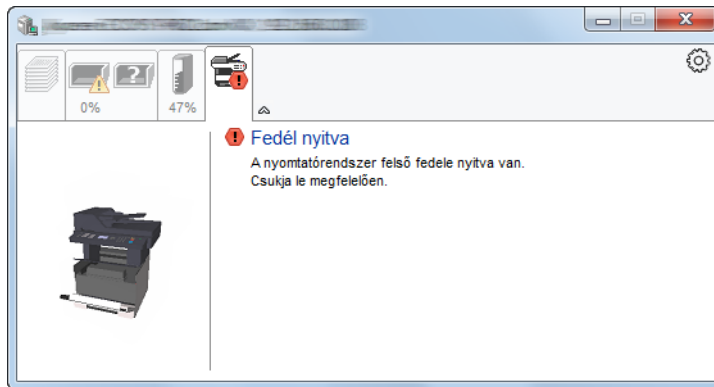 0%
47%
Fedél nyitva
A nyomtatórendszer felső fedele nyitva van.
Csukja le megfelelően.